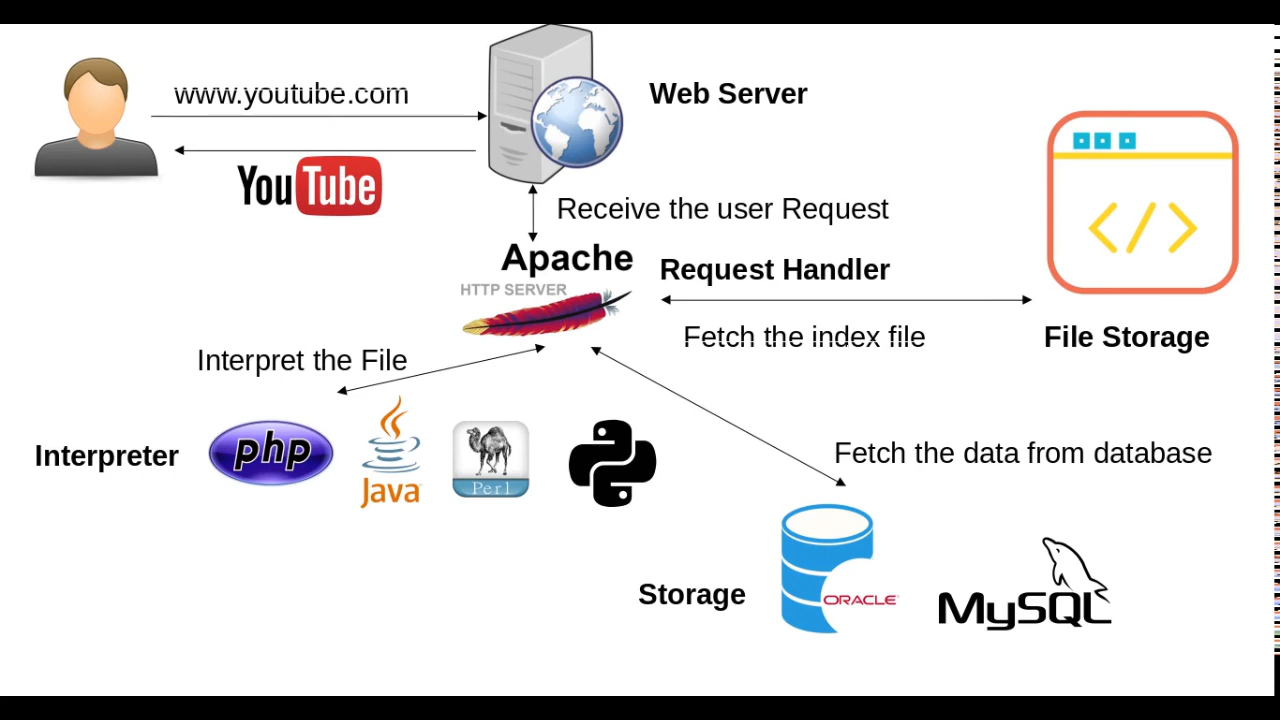 www.youtube.com
Web Server
YouTube
Receive the user Request
Apache
HTTP SERVER
Request Handler
Fetch the index file
</>
File Storage
Interpret the File
Interpreter
php
Java
Perl
Fetch the data from database
Storage
ORACLE
MySQL